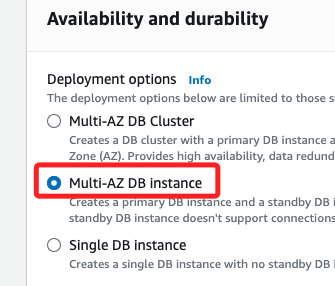 Availability and durability
Deployment options Info
The deployment options below are limited to those s
Multi-AZ DB Cluster
Creates a DB cluster with a primary DB instance a
Zone (AZ). Provides high availability, data redund
Multi-AZ DB instance
Creates a primary DB instance and a standby DB i
standby DB instance doesn't support connections
Single DB instance
Creates a single DB instance with no standby DB i